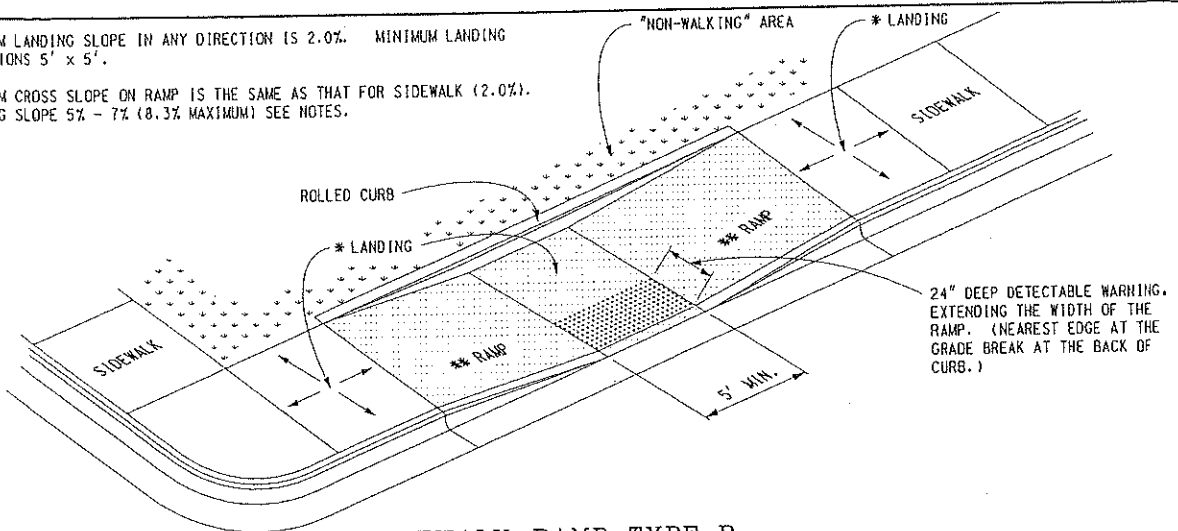 M LANDING SLOPE IN ANY DIRECTION IS 2.0%. MINIMUM LANDING
IONS 5' x 5'.
M CROSS SLOPE ON RAMP IS THE SAME AS THAT FOR SIDEWALK (2.0%).
G SLOPE 5% - 7% (8.3% MAXIMUM) SEE NOTES.
"NON-WALKING" AREA
* LANDING
SIDEWALK
ROLLED CURB
* LANDING
** RAMP
SIDEWALK
** RAMP
24" DEEP DETECTABLE WARNING.
EXTENDING THE WIDTH OF THE
RAMP. (NEAREST EDGE AT THE
GRADE BREAK AT THE BACK OF
CURB.)
5' MIN.
RAMP TYPE